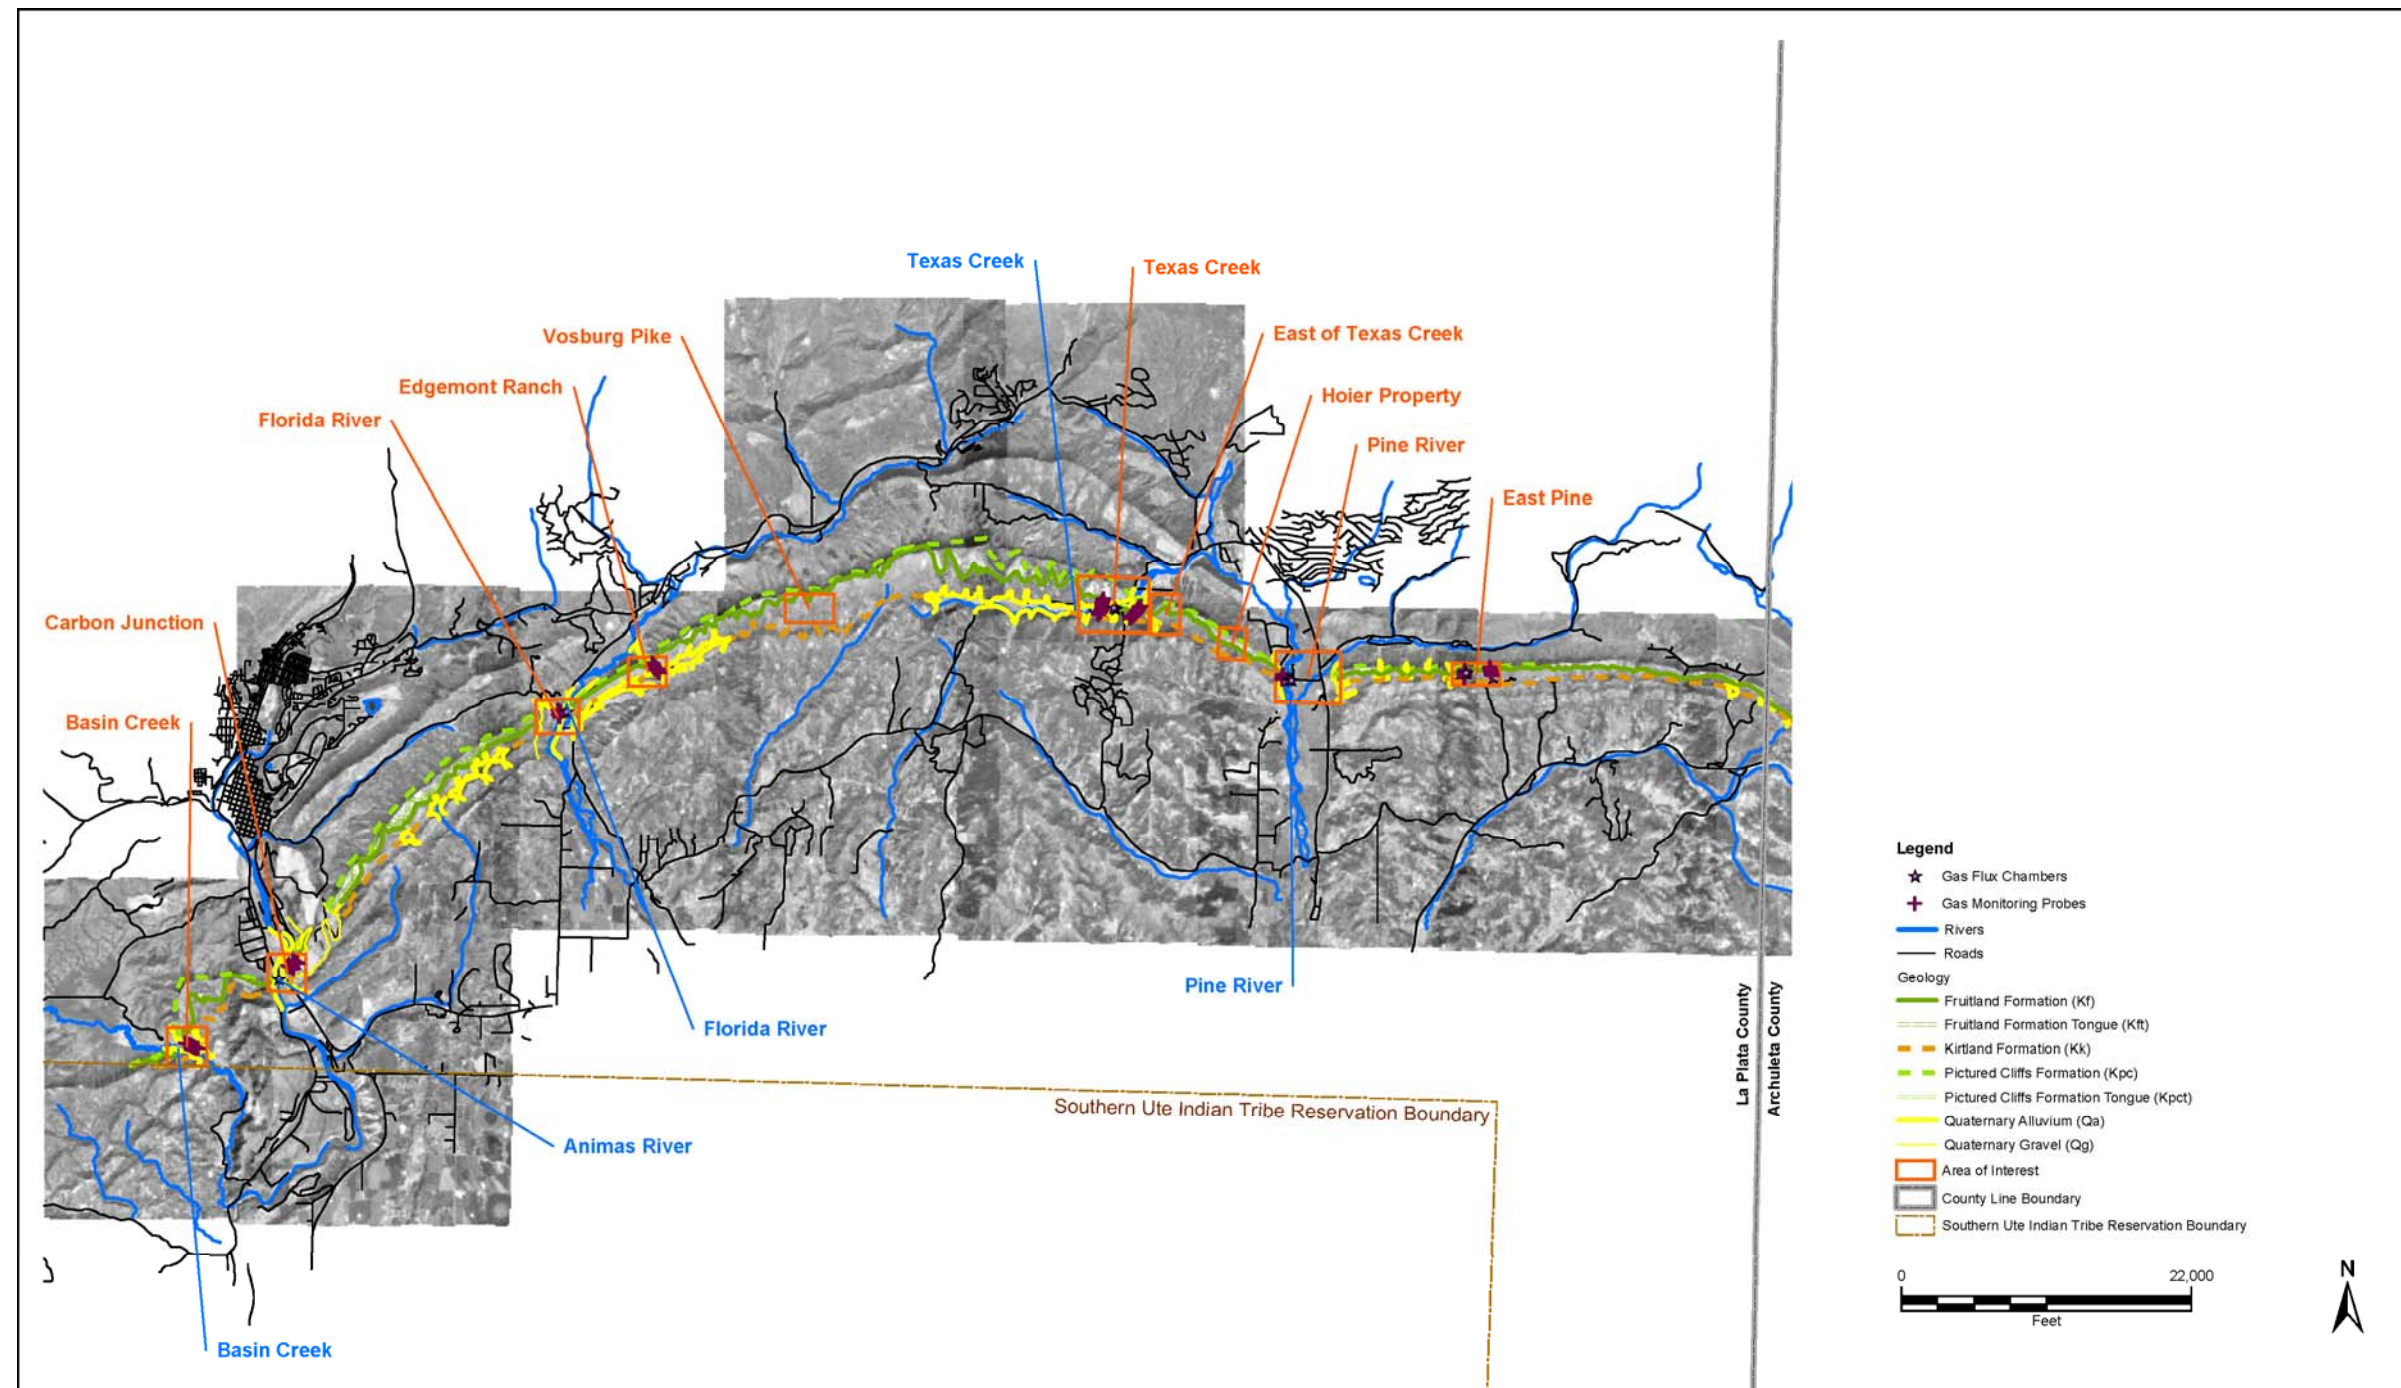 Texas Creek
Texas Creek
Vosburg Pike
East of Texas Creek
Edgemont Ranch
Hoier Property
Florida River
Pine River
East Pine
Carbon Junction
Basin Creek
Pine River
Florida River
La Plata County
Archuleta County
Southern Ute Indian Tribe Reservation Boundary
Animas River
Basin Creek
Legend
Gas Flux Chambers
Gas Monitoring Probes
Rivers
Roads
Geology
Fruitland Formation (Kf)
Fruitland Formation Tongue (Kft)
Kirtland Formation (Kk)
Pictured Cliffs Formation (Kpc)
Pictured Cliffs Formation Tongue (Kpct)
Quaternary Alluvium (Qa)
Quaternary Gravel (Qg)
Area of Interest
County Line Boundary
Southern Ute Indian Tribe Reservation Boundary
0 22,000
Feet
N